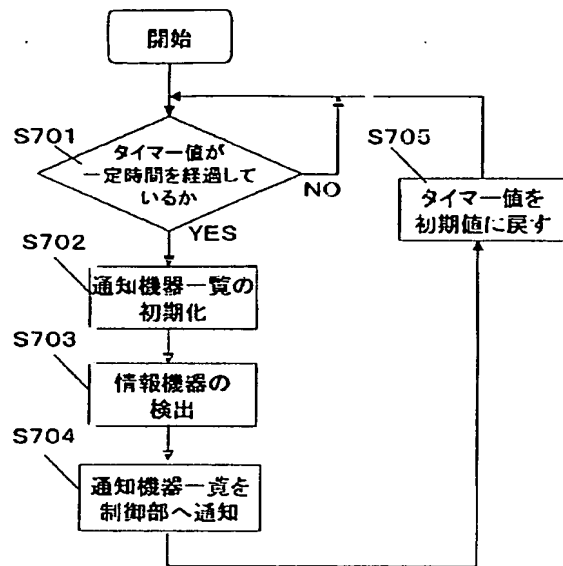 開始
S701
タイマー値が
一定時間を経過して
いるか
NO
YES
S702
通知機器一覧の
初期化
S703
情報機器の
検出
S704
通知機器一覧を
制御部へ通知
S705
タイマー値を
初期値に戻す